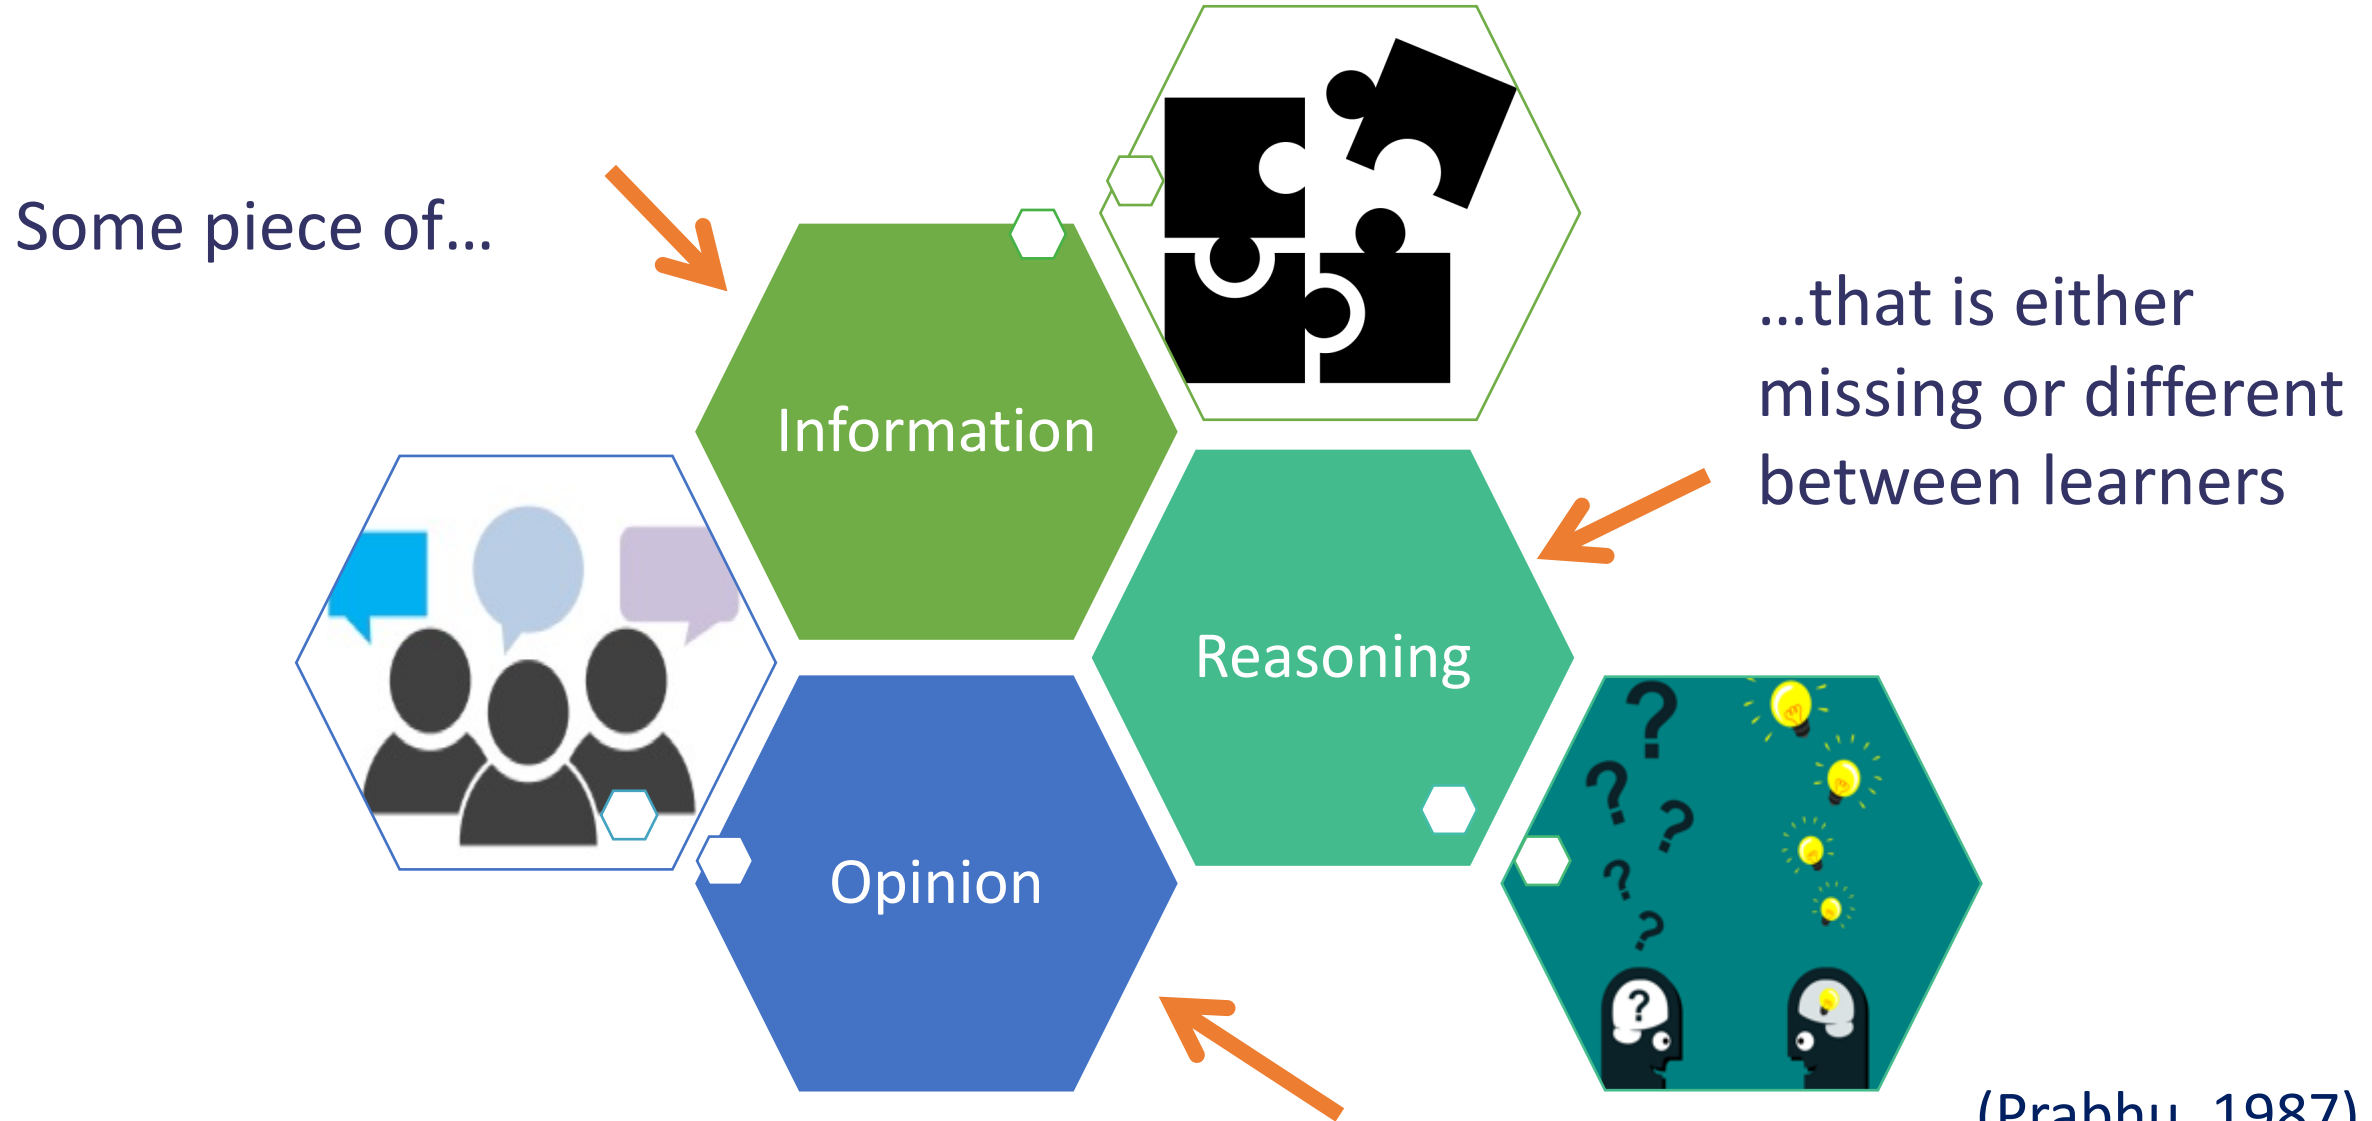 Some piece of...
Information
...that is either
missing or different
between learners
Reasoning
Opinion
(Prabhu, 1987)